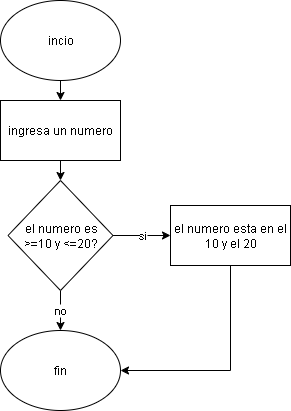 incio
ingresa un numero
el numero es
>=10 y <=20?
si
el numero esta en el
10 y el 20
no
fin